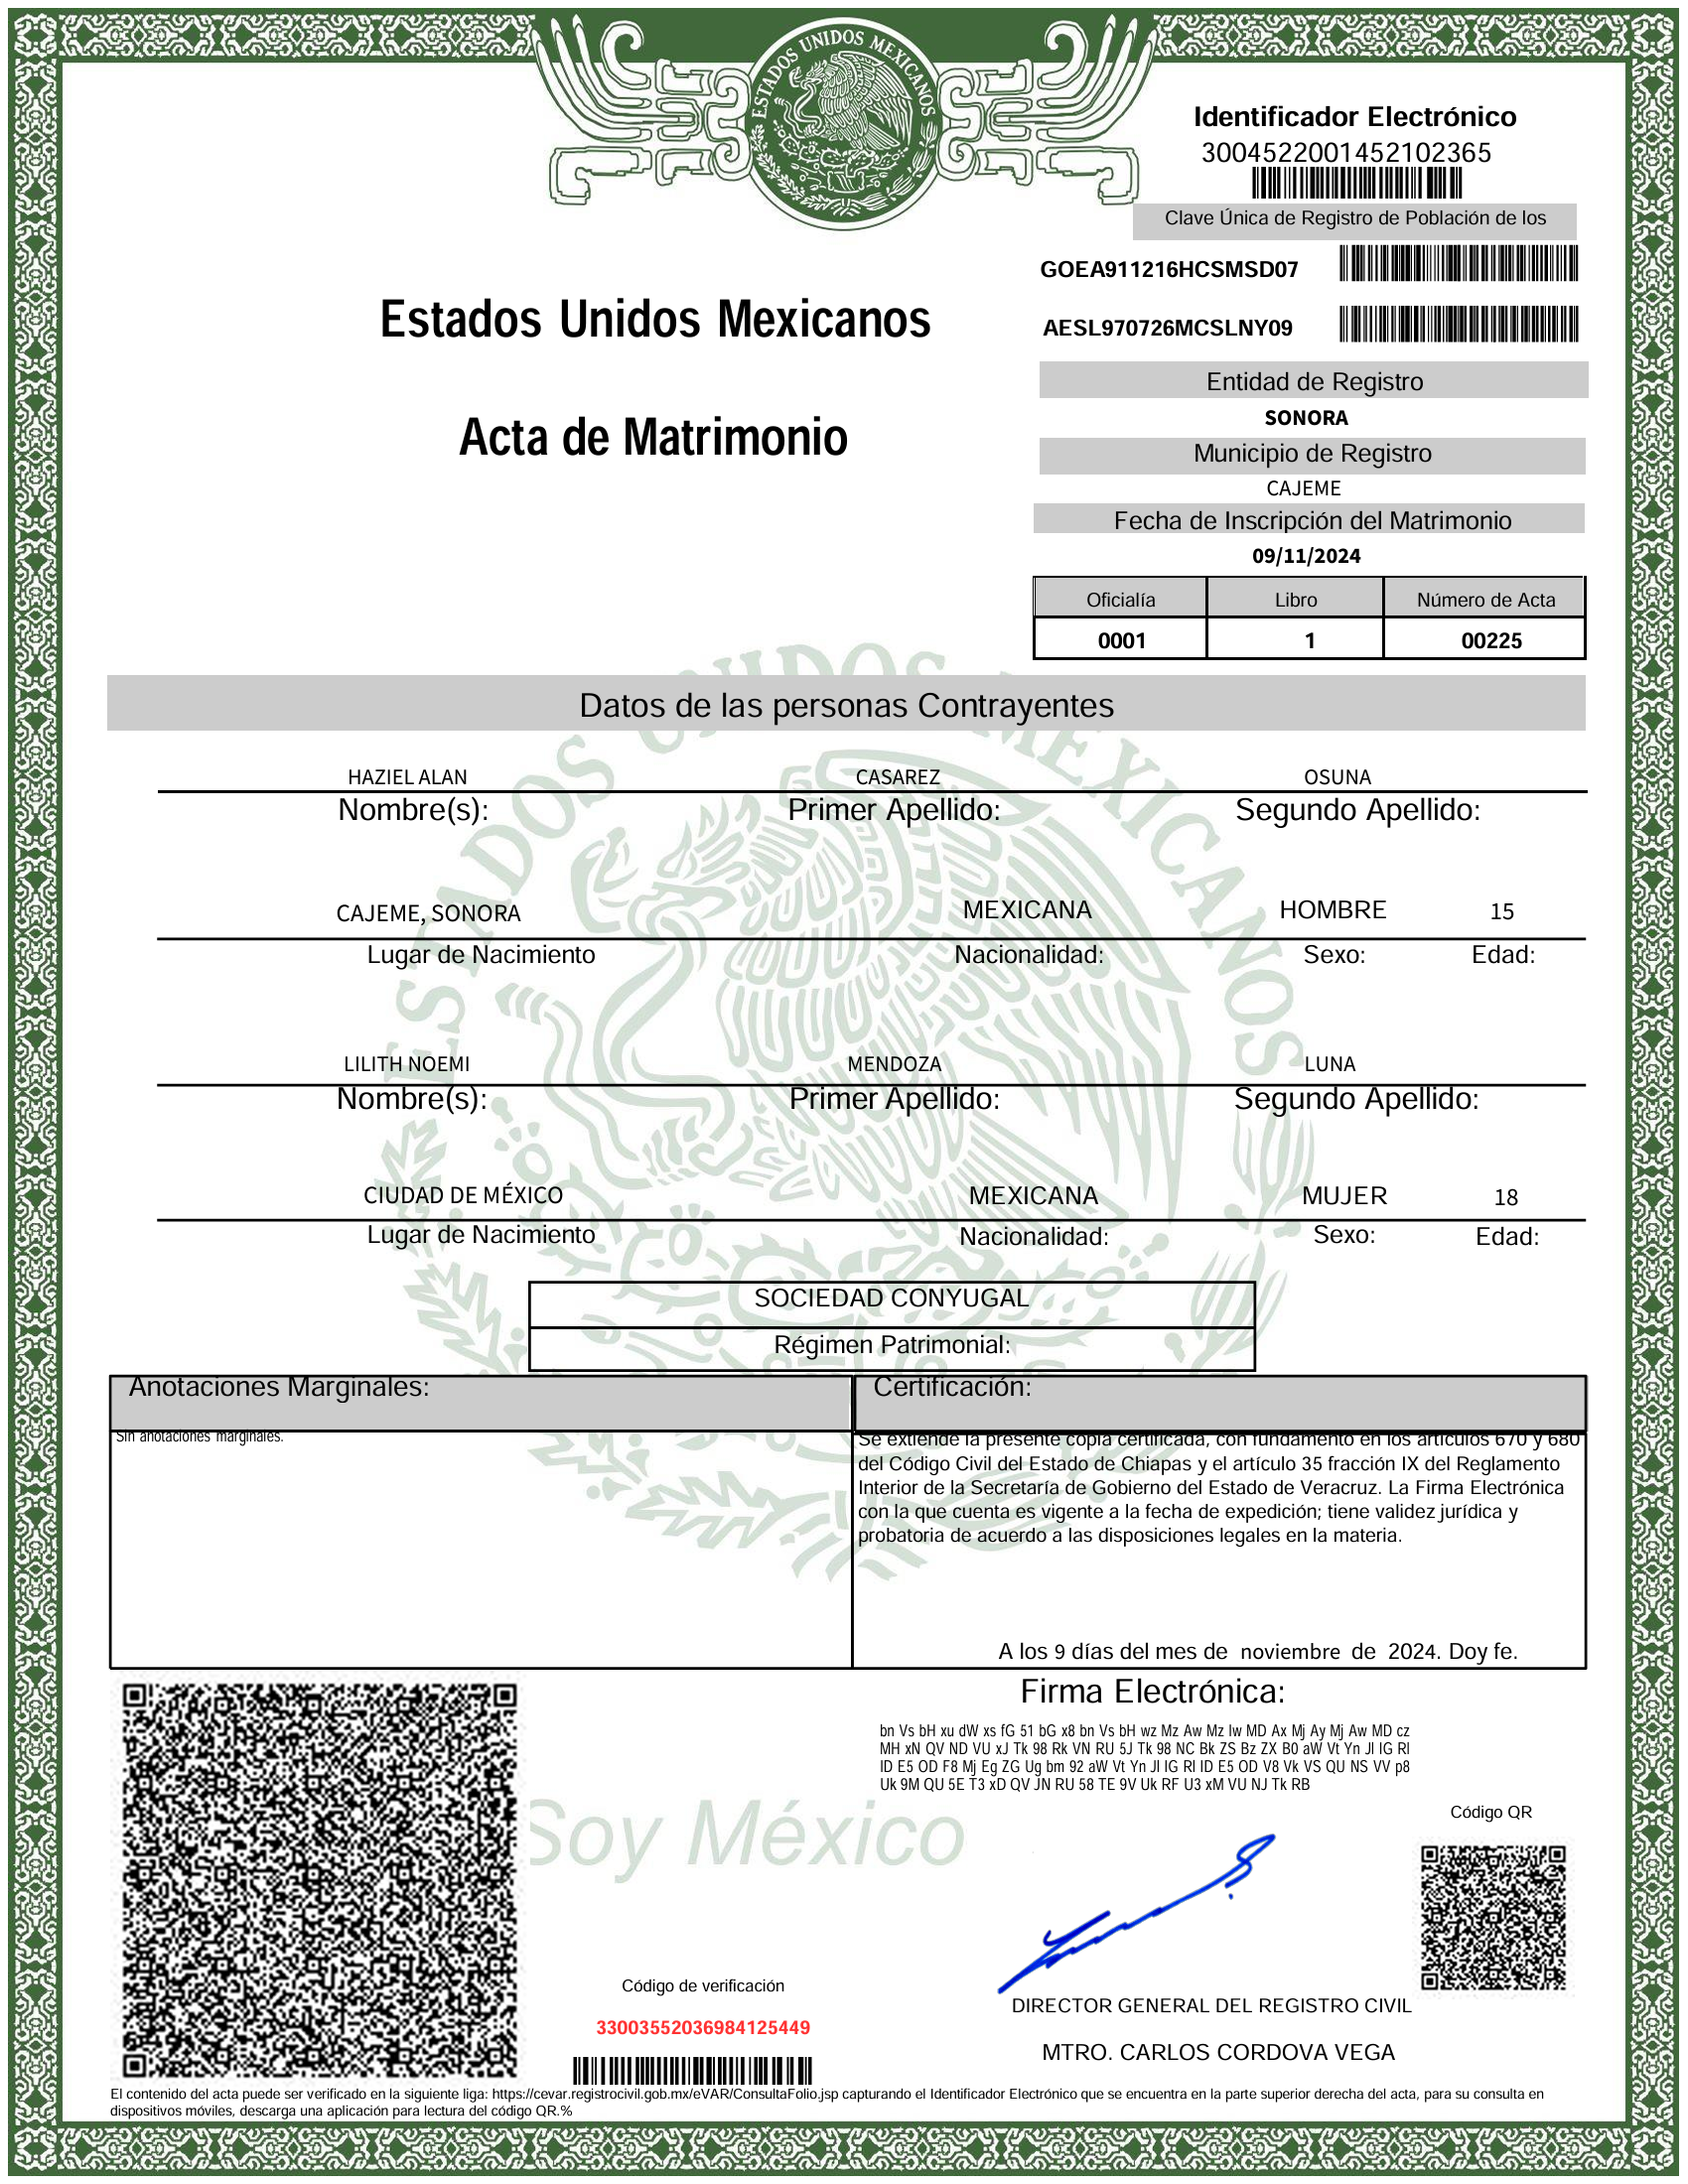 ESTADOS UNIDOS MEXICANOS
Identificador Electrónico
3004522001452102365
Clave Única de Registro de Población de los
GOEA911216HCSMSD07
AESL970726MCSLNY09
Estados Unidos Mexicanos
Acta de Matrimonio
Entidad de Registro
SONORA
Municipio de Registro
CAJEME
Fecha de Inscripción del Matrimonio
09/11/2024
Oficialía Libro Número de Acta
0001 1 00225
ESTADOS UNIDOS MEXICANOS
Datos de las personas Contrayentes
HAZIEL ALAN CASAREZ OSUNA
Nombre(s): Primer Apellido: Segundo Apellido:
CAJEME, SONORA MEXICANA HOMBRE 15
Lugar de Nacimiento Nacionalidad: Sexo: Edad:
LILITH NOEMI MENDOZA LUNA
Nombre(s): Primer Apellido: Segundo Apellido:
CIUDAD DE MÉXICO MEXICANA MUJER 18
Lugar de Nacimiento Nacionalidad: Sexo: Edad:
SOCIEDAD CONYUGAL
Régimen Patrimonial:
Anotaciones Marginales:
Sin anotaciones marginales.
Certificación:
Se extiende la presente copia certificada, con fundamento en los artículos 670 y 680
del Código Civil del Estado de Chiapas y el artículo 35 fracción IX del Reglamento
Interior de la Secretaría de Gobierno del Estado de Veracruz. La Firma Electrónica
con la que cuenta es vigente a la fecha de expedición; tiene validez jurídica y
probatoria de acuerdo a las disposiciones legales en la materia.
A los 9 días del mes de noviembre de 2024. Doy fe.
Firma Electrónica:
bn Vs bH xu dW xs fG 51 bG x8 bn Vs bH wz Mz Aw Mz Iw MD Ax Mj Ay Mj Aw MD cz
MH xN QV ND VU xJ Tk 98 Rk VN RU 5J Tk 98 NC Bk ZS Bz ZX B0 aW Vt Yn Jl IG Rl
ID E5 OD F8 Mj Eg ZG Ug bm 92 aW Vt Yn Jl IG Rl ID E5 OD V8 Vk VS QU NS VV p8
Uk 9M QU 5E T3 xD QV JN RU 58 TE 9V Uk RF U3 xM VU NJ Tk RB
Soy México
Código QR
Código de verificación
33003552036984125449
DIRECTOR GENERAL DEL REGISTRO CIVIL
MTRO. CARLOS CORDOVA VEGA
El contenido del acta puede ser verificado en la siguiente liga: https://cevar.registrocivil.gob.mx/eVAR/ConsultaFolio.jsp capturando el Identificador Electrónico que se encuentra en la parte superior derecha del acta, para su consulta en
dispositivos móviles, descarga una aplicación para lectura del código QR.%